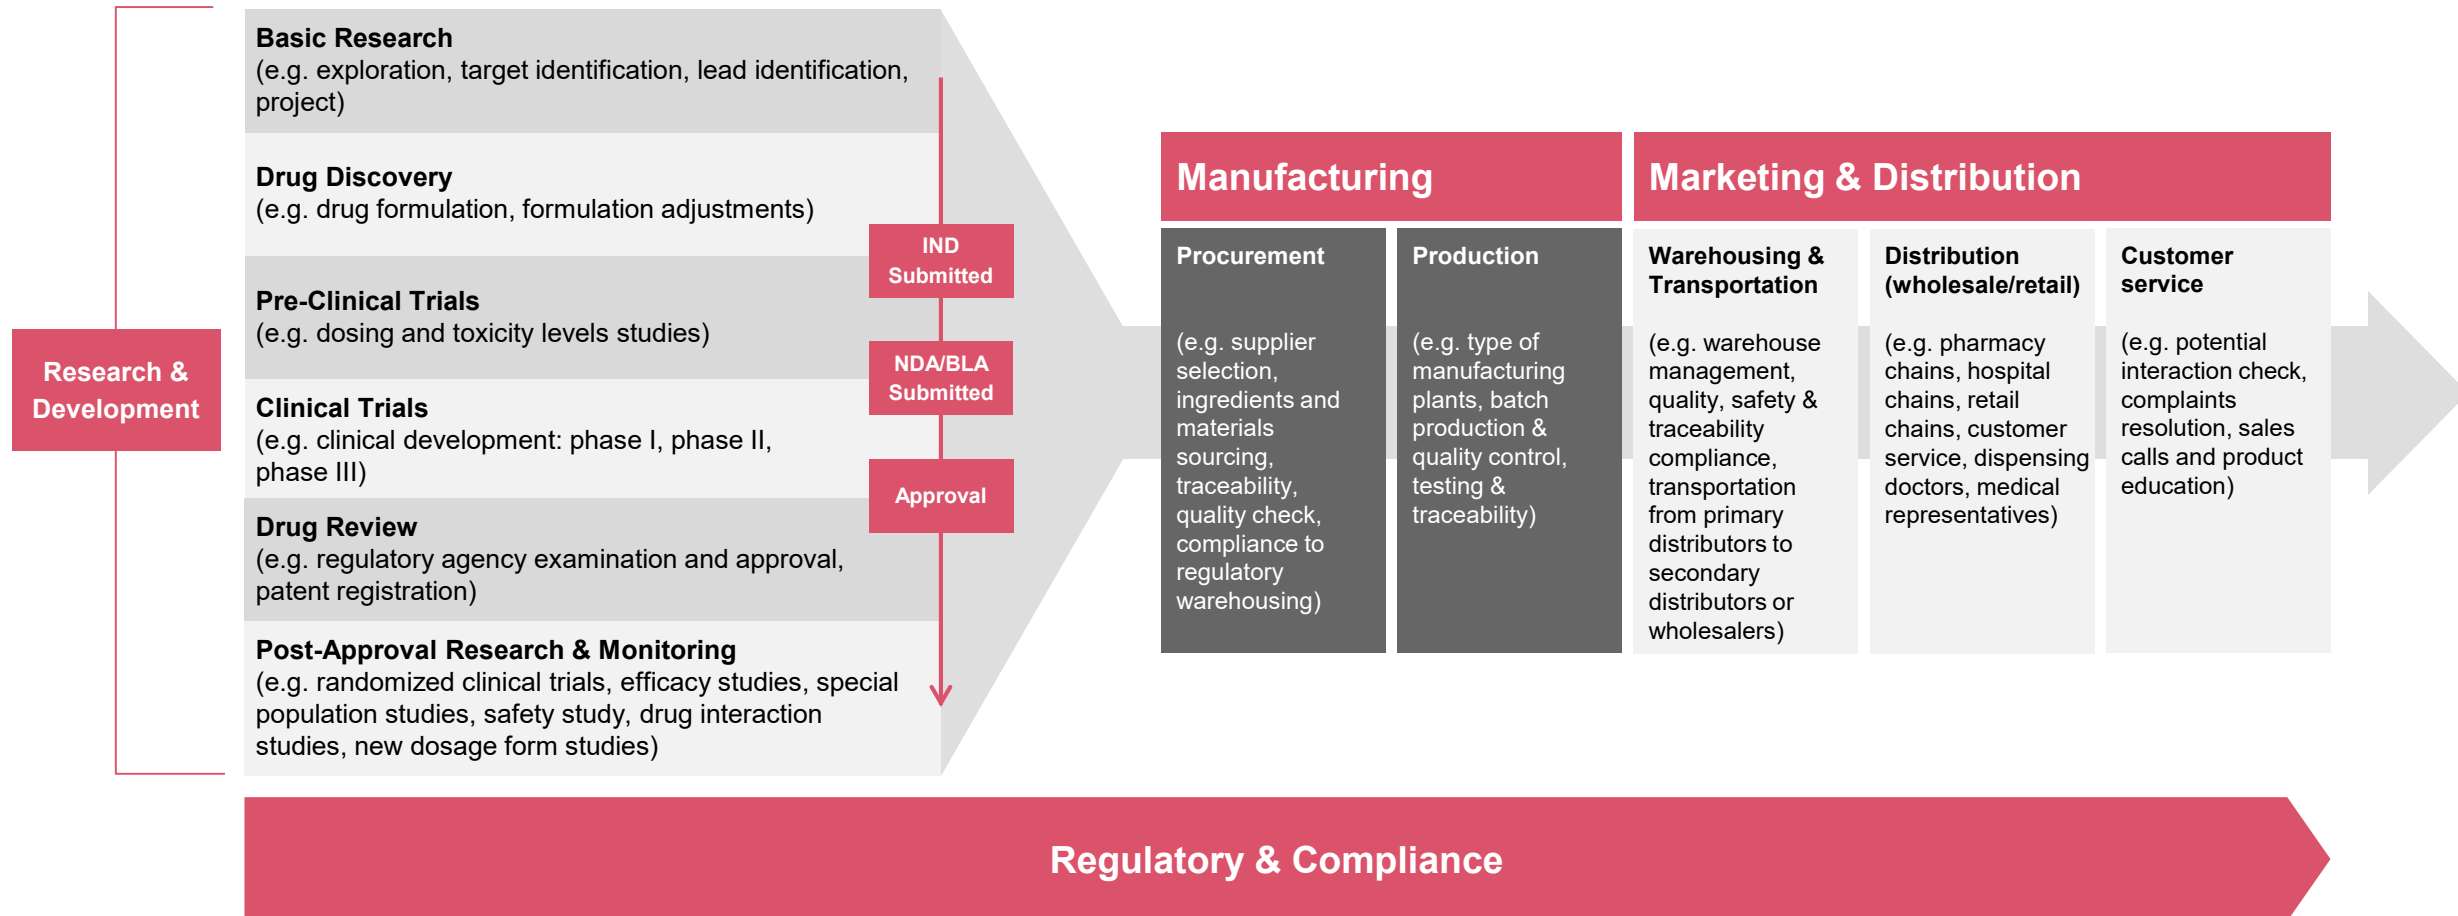 Research &
Development
Basic Research
(e.g. exploration, target identification, lead identification,
project)
Drug Discovery
(e.g. drug formulation, formulation adjustments)
Pre-Clinical Trials
(e.g. dosing and toxicity levels studies)
Clinical Trials
(e.g. clinical development: phase I, phase II,
phase III)
Drug Review
(e.g. regulatory agency examination and approval,
patent registration)
Post-Approval Research & Monitoring
(e.g. randomized clinical trials, efficacy studies, special
population studies, safety study, drug interaction
studies, new dosage form studies)
IND
Submitted
NDA/BLA
Submitted
Approval
Manufacturing
Procurement
(e.g. supplier
selection,
ingredients and
materials
sourcing,
traceability,
quality check,
compliance to
regulatory
warehousing)
Production
(e.g. type of
manufacturing
plants, batch
production &
quality control,
testing &
traceability)
Marketing & Distribution
Warehousing &
Transportation
(e.g. warehouse
management,
quality, safety &
traceability
compliance,
transportation
from primary
distributors to
secondary
distributors or
wholesalers)
Distribution
(wholesale/retail)
(e.g. pharmacy
chains, hospital
chains, retail
chains, customer
service, dispensing
doctors, medical
representatives)
Customer
service
(e.g. potential
interaction check,
complaints
resolution, sales
calls and product
education)
Regulatory & Compliance